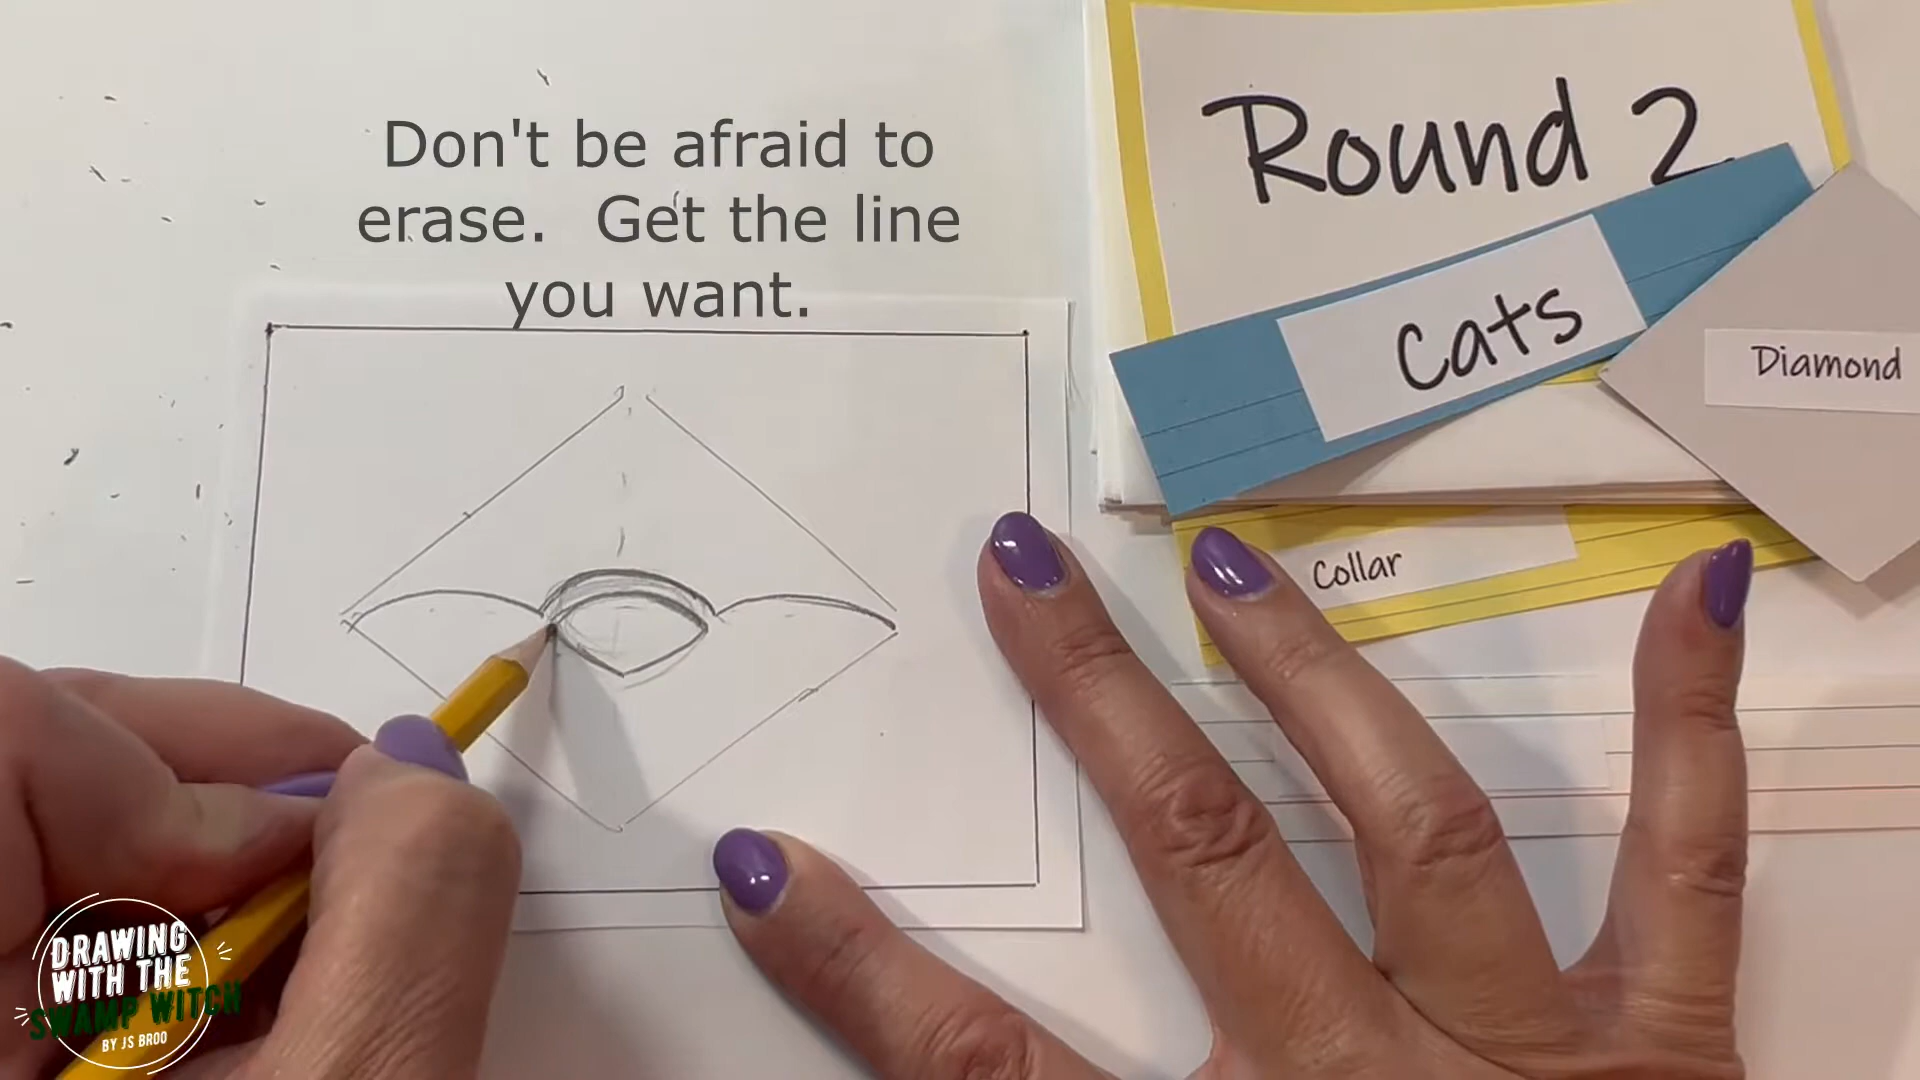 Don't be afraid to
erase.  Get the line
you want.
Round 2
Cats
Diamond
Collar
DRAWING
WITH THE
SWAMP WITCH
BY JS BROO